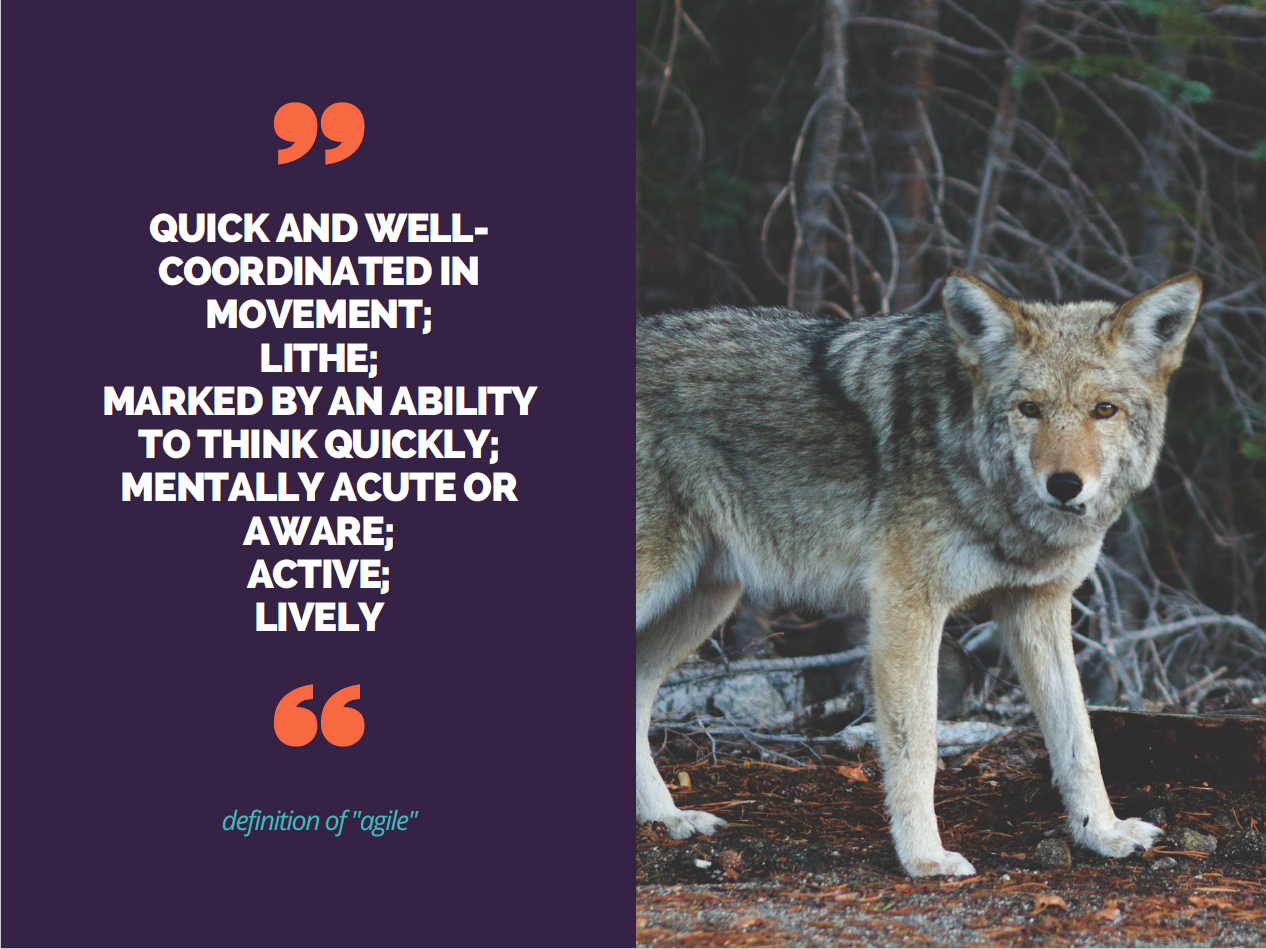 ”
QUICK AND WELL-
COORDINATED IN
MOVEMENT;
LITHE;
MARKED BY AN ABILITY
TO THINK QUICKLY;
MENTALLY ACUTE OR
AWARE;
ACTIVE;
LIVELY
“
definition of "agile"